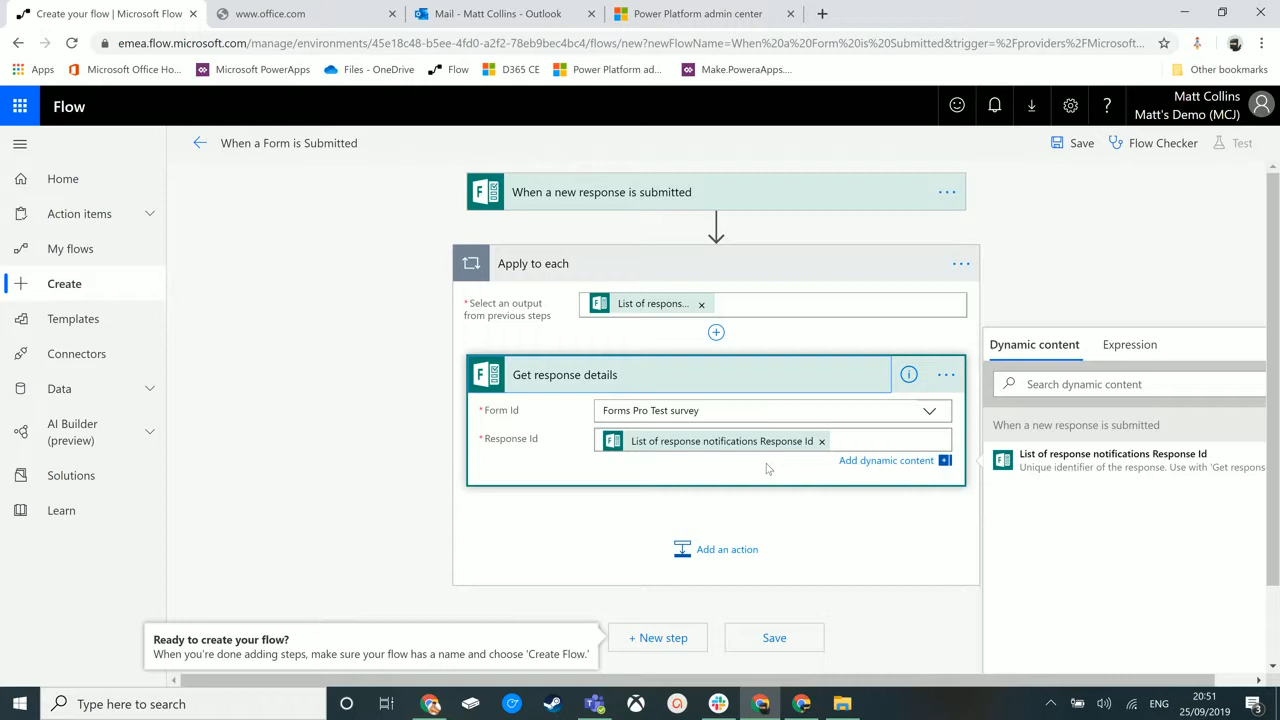 Create your flow | Microsoft Flow
www.office.com
Mail - Matt Collins - Outlook
Power Platform admin center
emea.flow.microsoft.com/manage/environments/45e18c48-b5ee-4fd0-a2f2-78eb9bec4bc4/flows/new?newFlowName=When%20a%20Form%20is%20Submitted&trigger=%2Fproviders%2FMicrosoft...
Apps
Microsoft Office Ho...
Microsoft PowerApps
Files - OneDrive
Flow
D365 CE
Power Platform ad...
Make.PoweraApps....
Other bookmarks
Flow
Matt Collins
Matt's Demo (MCJ)
When a Form is Submitted
Save
Flow Checker
Test
Home
Action items
My flows
Create
Templates
Connectors
Data
AI Builder
(preview)
Solutions
Learn
When a new response is submitted
Apply to each
* Select an output
from previous steps
List of respons...
Get response details
* Form Id
Forms Pro Test survey
* Response Id
List of response notifications Response Id
Add dynamic content
Add an action
Dynamic content
Expression
Search dynamic content
When a new response is submitted
List of response notifications Response Id
Unique identifier of the response. Use with 'Get respons
Ready to create your flow?
When you're done adding steps, make sure your flow has a name and choose 'Create Flow.'
+ New step
Save
Type here to search
ENG
20:51
25/09/2019
3